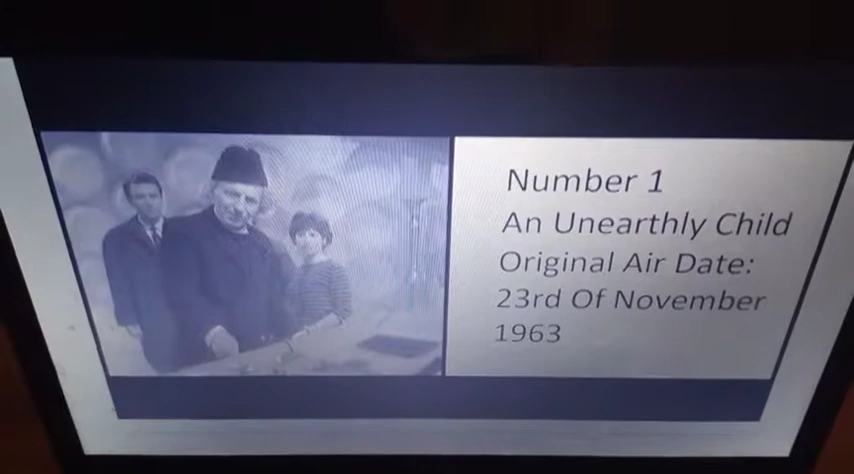 Number 1
An Unearthly Child
Original Air Date:
23rd Of November
1963